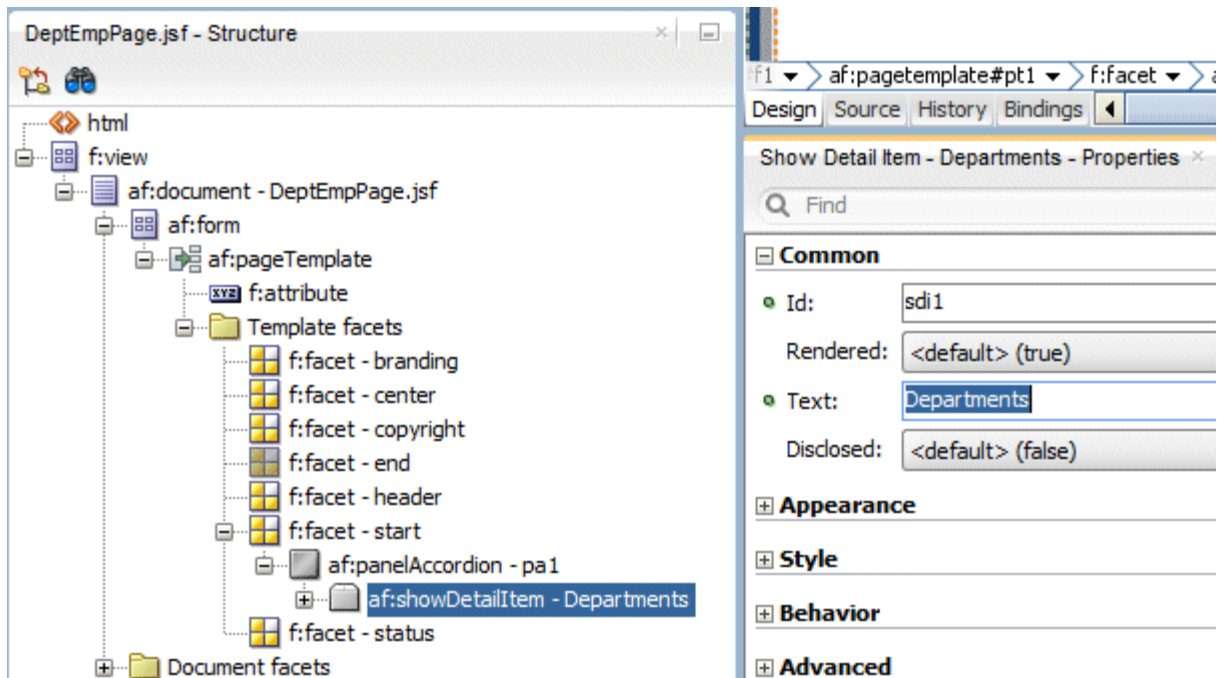 DeptEmpPage.jsf - Structure
html
f:view
af:document - DeptEmpPage.jsf
af:form
af:pageTemplate
XYZ f:attribute
Template facets
f:facet - branding
f:facet - center
f:facet - copyright
f:facet - end
f:facet - header
f:facet - start
af:panelAccordion - pa1
af:showDetailItem - Departments
f:facet - status
Document facets
f1 af:pagetemplate#pt1 f:facet
Design Source History Bindings
Show Detail Item - Departments - Properties
Find
Common
Id: sdi1
Rendered: <default> (true)
Text: Departments
Disclosed: <default> (false)
Appearance
Style
Behavior
Advanced